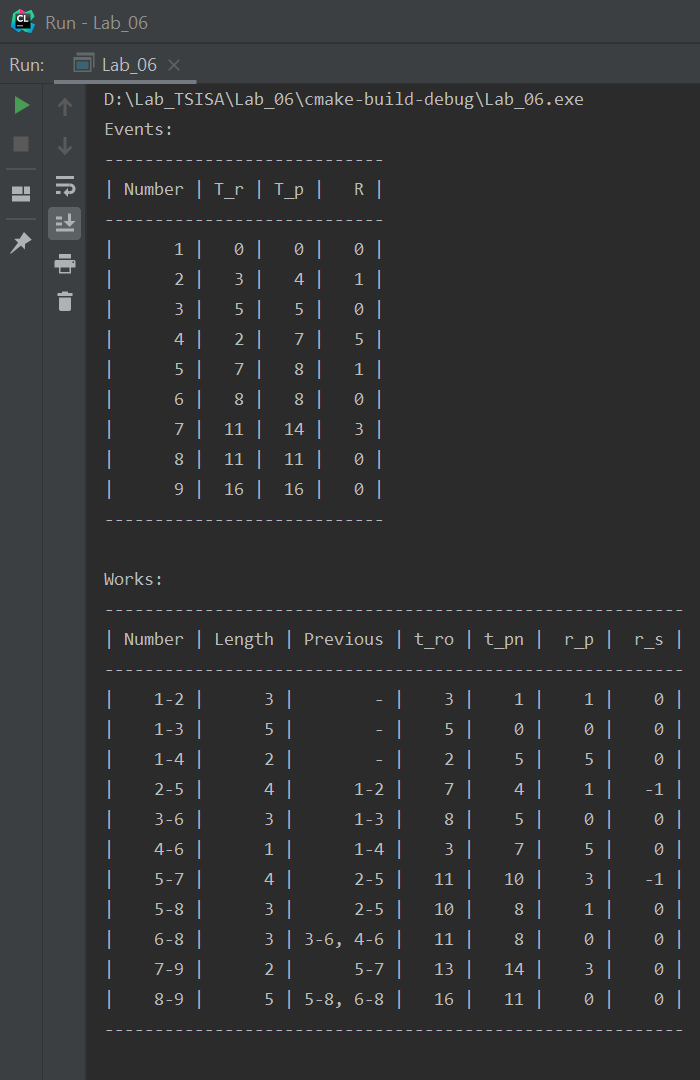 CL
Run - Lab_06
Run: Lab_06 ×
D:\Lab_TSISA\Lab_06\cmake-build-debug\Lab_06.exe
Events:
----------------------------
| Number | T_r | T_p |   R |
----------------------------
|      1 |   0 |   0 |   0 |
|      2 |   3 |   4 |   1 |
|      3 |   5 |   5 |   0 |
|      4 |   2 |   7 |   5 |
|      5 |   7 |   8 |   1 |
|      6 |   8 |   8 |   0 |
|      7 |  11 |  14 |   3 |
|      8 |  11 |  11 |   0 |
|      9 |  16 |  16 |   0 |
----------------------------
Works:
----------------------------------------------------------
| Number | Length | Previous | t_ro | t_pn |  r_p |  r_s |
----------------------------------------------------------
|    1-2 |      3 |        - |    3 |    1 |    1 |    0 |
|    1-3 |      5 |        - |    5 |    0 |    0 |    0 |
|    1-4 |      2 |        - |    2 |    5 |    5 |    0 |
|    2-5 |      4 |      1-2 |    7 |    4 |    1 |   -1 |
|    3-6 |      3 |      1-3 |    8 |    5 |    0 |    0 |
|    4-6 |      1 |      1-4 |    3 |    7 |    5 |    0 |
|    5-7 |      4 |      2-5 |   11 |   10 |    3 |   -1 |
|    5-8 |      3 |      2-5 |   10 |    8 |    1 |    0 |
|    6-8 |      3 | 3-6, 4-6 |   11 |    8 |    0 |    0 |
|    7-9 |      2 |      5-7 |   13 |   14 |    3 |    0 |
|    8-9 |      5 | 5-8, 6-8 |   16 |   11 |    0 |    0 |
----------------------------------------------------------